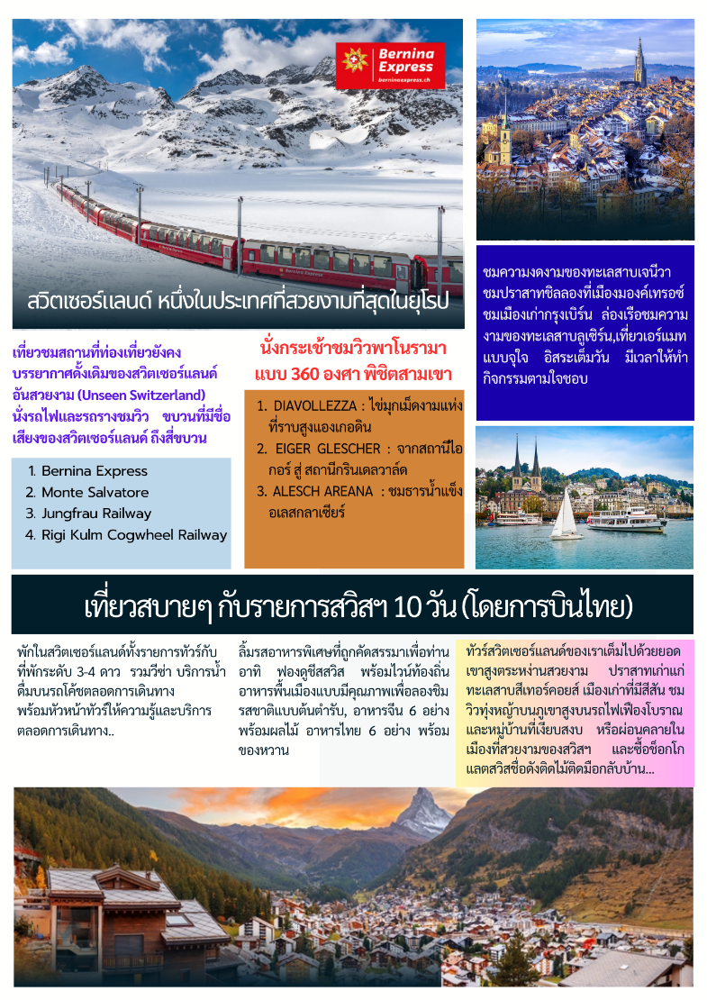 Bernina
Express
berninaexpress.ch
สวิตเซอร์แลนด์ หนึ่งในประเทศที่สวยงามที่สุดในยุโรป
เที่ยวชมสถานที่ท่องเที่ยวยังคง
บรรยากาศดั้งเดิมของสวิตเซอร์แลนด์
อันสวยงาม (Unseen Switzerland)
นั่งรถไฟและรถรางชมวิว ขบวนที่มีชื่อ
เสียงของสวิตเซอร์แลนด์ ถึงสี่ขบวน
1. Bernina Express
2. Monte Salvatore
3. Jungfrau Railway
4. Rigi Kulm Cogwheel Railway
นั่งกระเช้าชมวิวพาโนรามา
แบบ 360 องศา พิชิตสามเขา
1. DIAVOLLEZZA : ไข่มุกเม็ดงามแห่ง
ที่ราบสูงแองเกอดิน
2. EIGER GLESCHER : จากสถานีไอ
กอร์ สู่ สถานีกรินเดลวาล์ด
3. ALESCH AREANA : ชมธารน้ำแข็ง
อเลสกลาเซียร์
ชมความงดงามของทะเลสาบเจนีวา
ชมปราสาทชิลลองที่เมืองมองค์เทรอซ์
ชมเมืองเก่ากรุงเบิร์น ล่องเรือชมความ
งามของทะเลสาบลูเซิร์น,เที่ยวเอร์แมท
แบบจุใจ อิสระเต็มวัน มีเวลาให้ทำ
กิจกรรมตามใจชอบ
เที่ยวสบายๆ กับรายการสวิสฯ 10 วัน (โดยการบินไทย)
พักในสวิตเซอร์แลนด์ทั้งรายการทัวร์กับ
ที่พักระดับ 3-4 ดาว รวมวีซ่า บริการน้ำ
ดื่มบนรถโค้ชตลอดการเดินทาง
พร้อมหัวหน้าทัวร์ให้ความรู้และบริการ
ตลอดการเดินทาง..
ลิ้มรสอาหารพิเศษที่ถูกคัดสรรมาเพื่อท่าน
อาทิ ฟองดูชีสสวิส พร้อมไวน์ท้องถิ่น
อาหารพื้นเมืองแบบมีคุณภาพเพื่อลองชิม
รสชาติแบบต้นตำรับ, อาหารจีน 6 อย่าง
พร้อมผลไม้ อาหารไทย 6 อย่าง พร้อม
ของหวาน
ทัวร์สวิตเซอร์แลนด์ของเราเต็มไปด้วยยอด
เขาสูงตระหง่านสวยงาม ปราสาทเก่าแก่
ทะเลสาบสีเทอร์คอยส์ เมืองเก่าที่มีสีสัน ชม
วิวทุ่งหญ้าบนภูเขาสูงบนรถไฟเฟืองโบราณ
และหมู่บ้านที่เงียบสงบ หรือผ่อนคลายใน
เมืองที่สวยงามของสวิสฯ และซื้อช็อกโก
แลตสวิสชื่อดังติดไม้ติดมือกลับบ้าน...